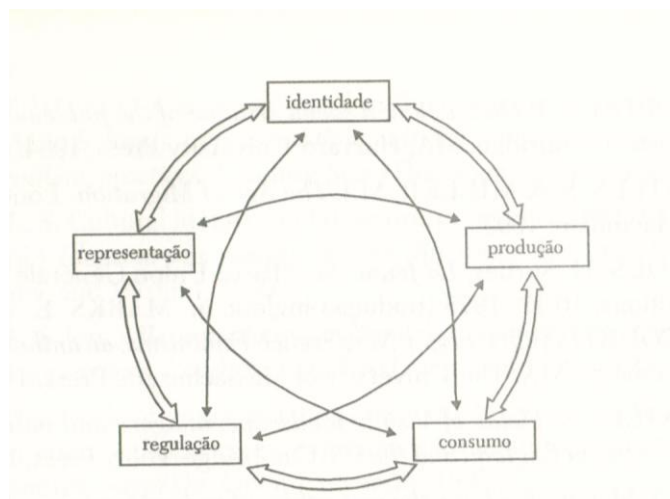 identidade
representação
produção
regulação
consumo